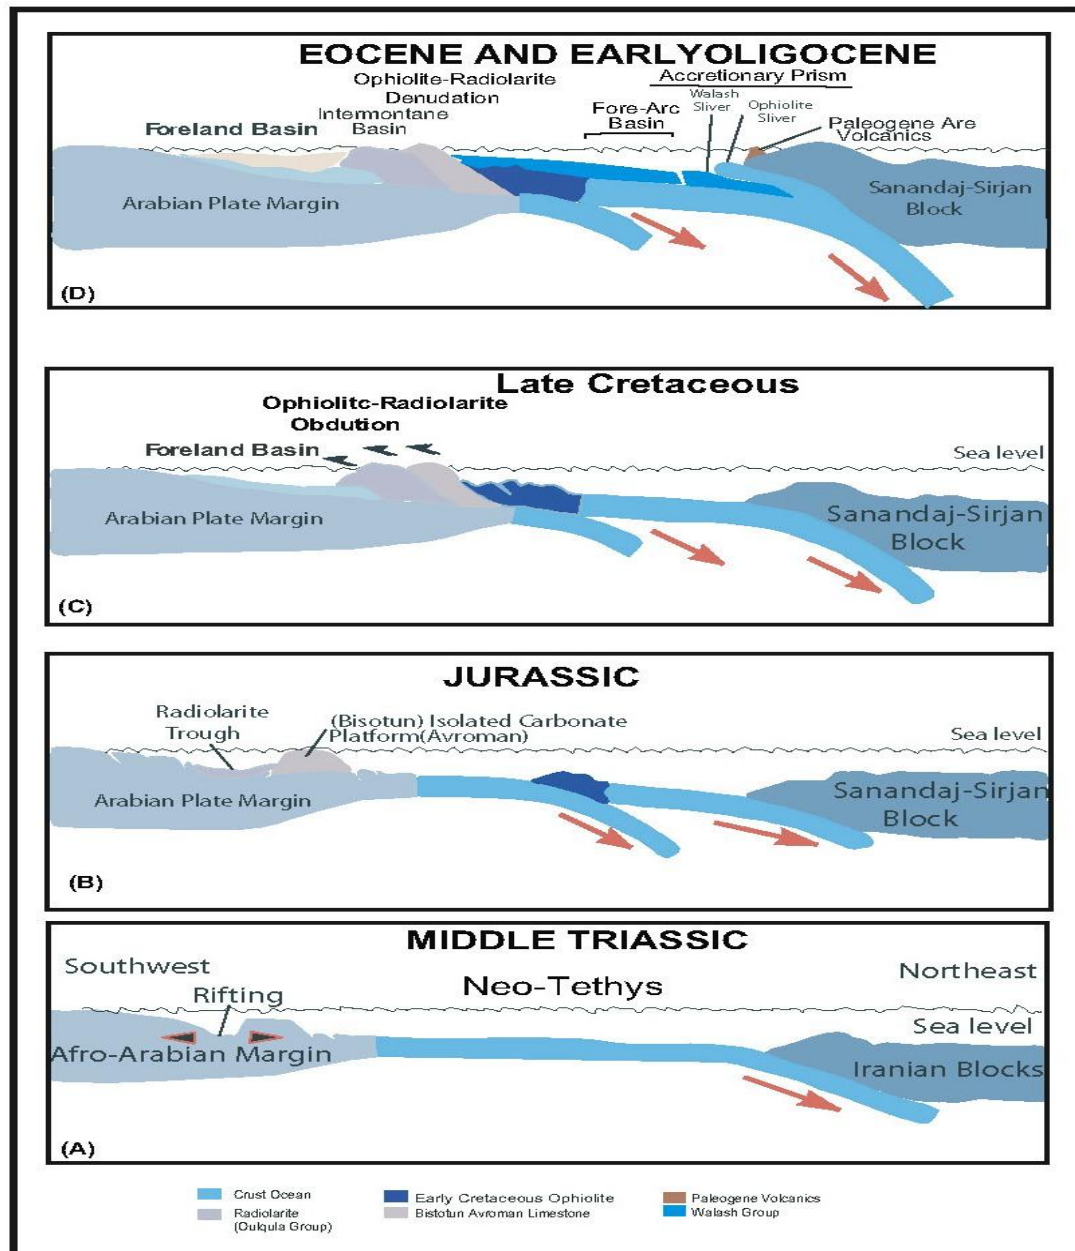 EOCENE AND EARLYOLIGOCENE
Ophiolite-Radiolarite
Denudation
Intermontane
Basin
Foreland Basin
Accretionary Prism
Walash
Sliver
Ophiolite
Sliver
Fore-Arc
Basin
Paleogene Are
Volcanics
Arabian Plate Margin
Sanandaj-Sirjan
Block
(D)
Late Cretaceous
Ophiolitc-Radiolarite
Obdution
Foreland Basin
Sea level
Arabian Plate Margin
Sanandaj-Sirjan
Block
(C)
JURASSIC
Radiolarite
Trough
(Bisotun) Isolated Carbonate
Platform(Avroman)
Sea level
Arabian Plate Margin
Sanandaj-Sirjan
Block
(B)
MIDDLE TRIASSIC
Southwest
Neo-Tethys
Northeast
Rifting
Sea level
Afro-Arabian Margin
Iranian Blocks
(A)
Crust Ocean
Early Cretaceous Ophiolite
Paleogene Volcanics
Radiolarite
(Oulqula Group)
Bistotun Avroman Limestone
Walash Group